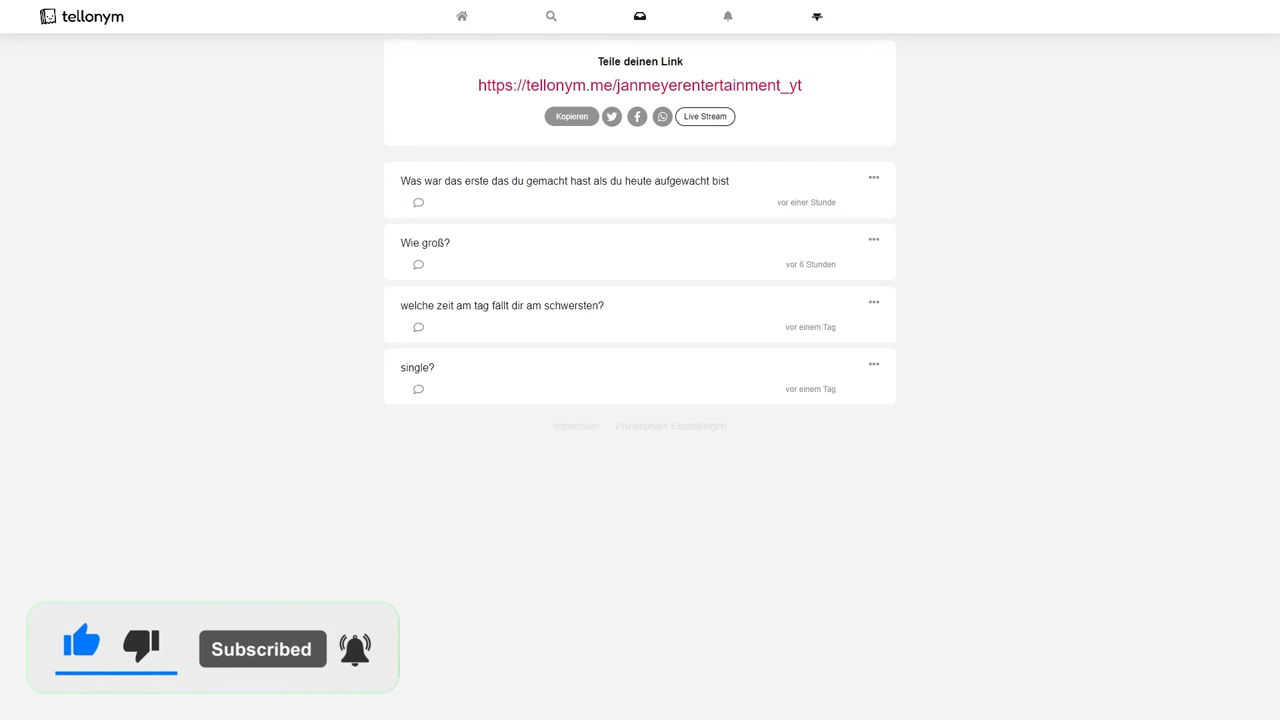 tellonym
Teile deinen Link
https://tellonym.me/janmeyerentertainment_yt
Kopieren
Live Stream
Was war das erste das du gemacht hast als du heute aufgewacht bist
vor einer Stunde
Wie groß?
vor 6 Stunden
welche zeit am tag fällt dir am schwersten?
vor einem Tag
single?
vor einem Tag
Impressum Privatsphäre Einstellungen
Subscribed